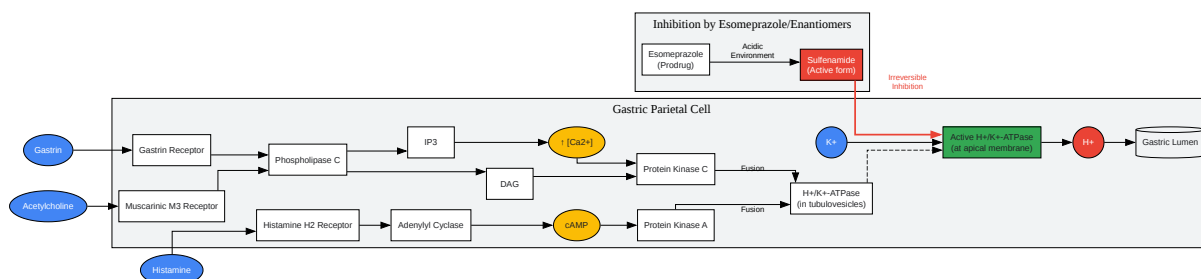 Inhibition by Esomeprazole/Enantiomers
Esomeprazole
(Prodrug)
Acidic
Environment
Sulfenamide
(Active form)
Irreversible
Inhibition
Gastric Parietal Cell
Gastrin
Gastrin Receptor
Phospholipase C
IP3
↑ [Ca2+]
DAG
Protein Kinase C
Fusion
K+
Active H+/K+-ATPase
(at apical membrane)
H+
Gastric Lumen
Acetylcholine
Muscarinic M3 Receptor
H+/K+-ATPase
(in tubulovesicles)
Histamine H2 Receptor
Adenylyl Cyclase
cAMP
Protein Kinase A
Fusion
Histamine